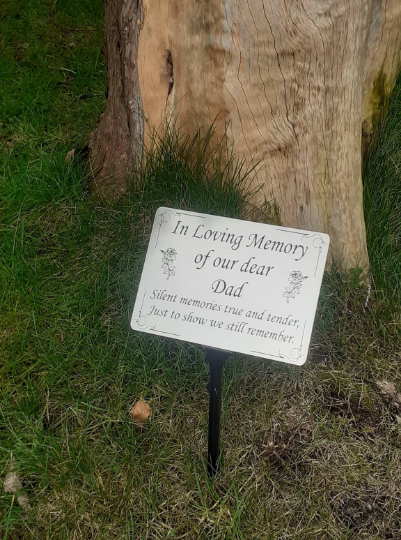 In Loving Memory
of our dear
Dad
Silent memories true and tender,
Just to show we still remember.